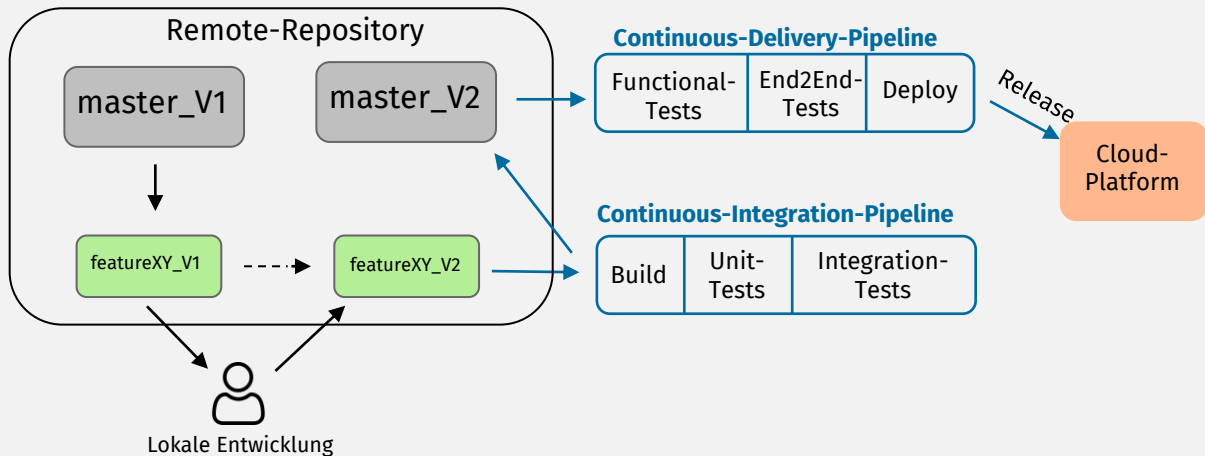 Remote-Repository
master_V1
master_V2
featureXY_V1
featureXY_V2
Lokale Entwicklung
Continuous-Delivery-Pipeline
Functional-
Tests
End2End-
Tests
Deploy
Release
Cloud-
Platform
Continuous-Integration-Pipeline
Build
Unit-
Tests
Integration-
Tests